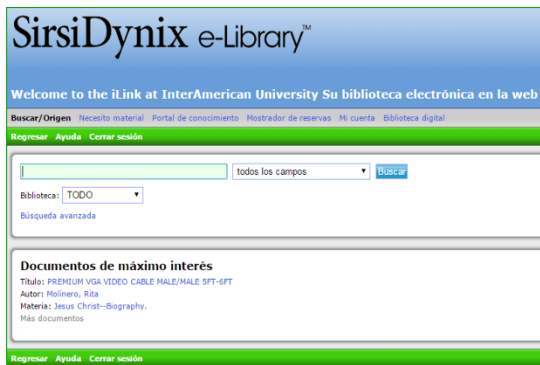 SirsiDynix e-Library™
Welcome to the iLink at InterAmerican University Su biblioteca electrónica en la web
Buscar/Origen Necesito material Portal de conocimiento Mostrador de reservas Mi cuenta Biblioteca digital
Regresar Ayuda Cerrar sesión
todos los campos Buscar
Biblioteca: TODO
Búsqueda avanzada
Documentos de máximo interés
Título: PREMIUM VGA VIDEO CABLE MALE/MALE 5FT-6FT
Autor: Molinero, Rita
Materia: Jesus Christ--Biography.
Más documentos
Regresar Ayuda Cerrar sesión